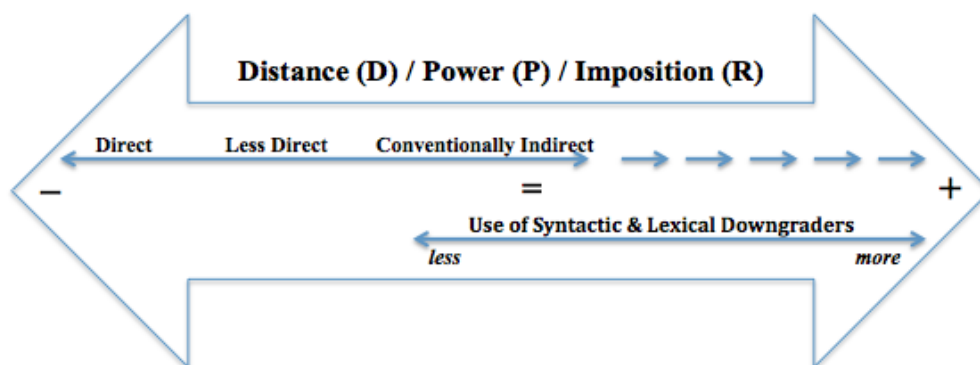 Distance (D) / Power (P) / Imposition (R)
Direct Less Direct Conventionally Indirect
– = +
Use of Syntactic & Lexical Downgraders
less more